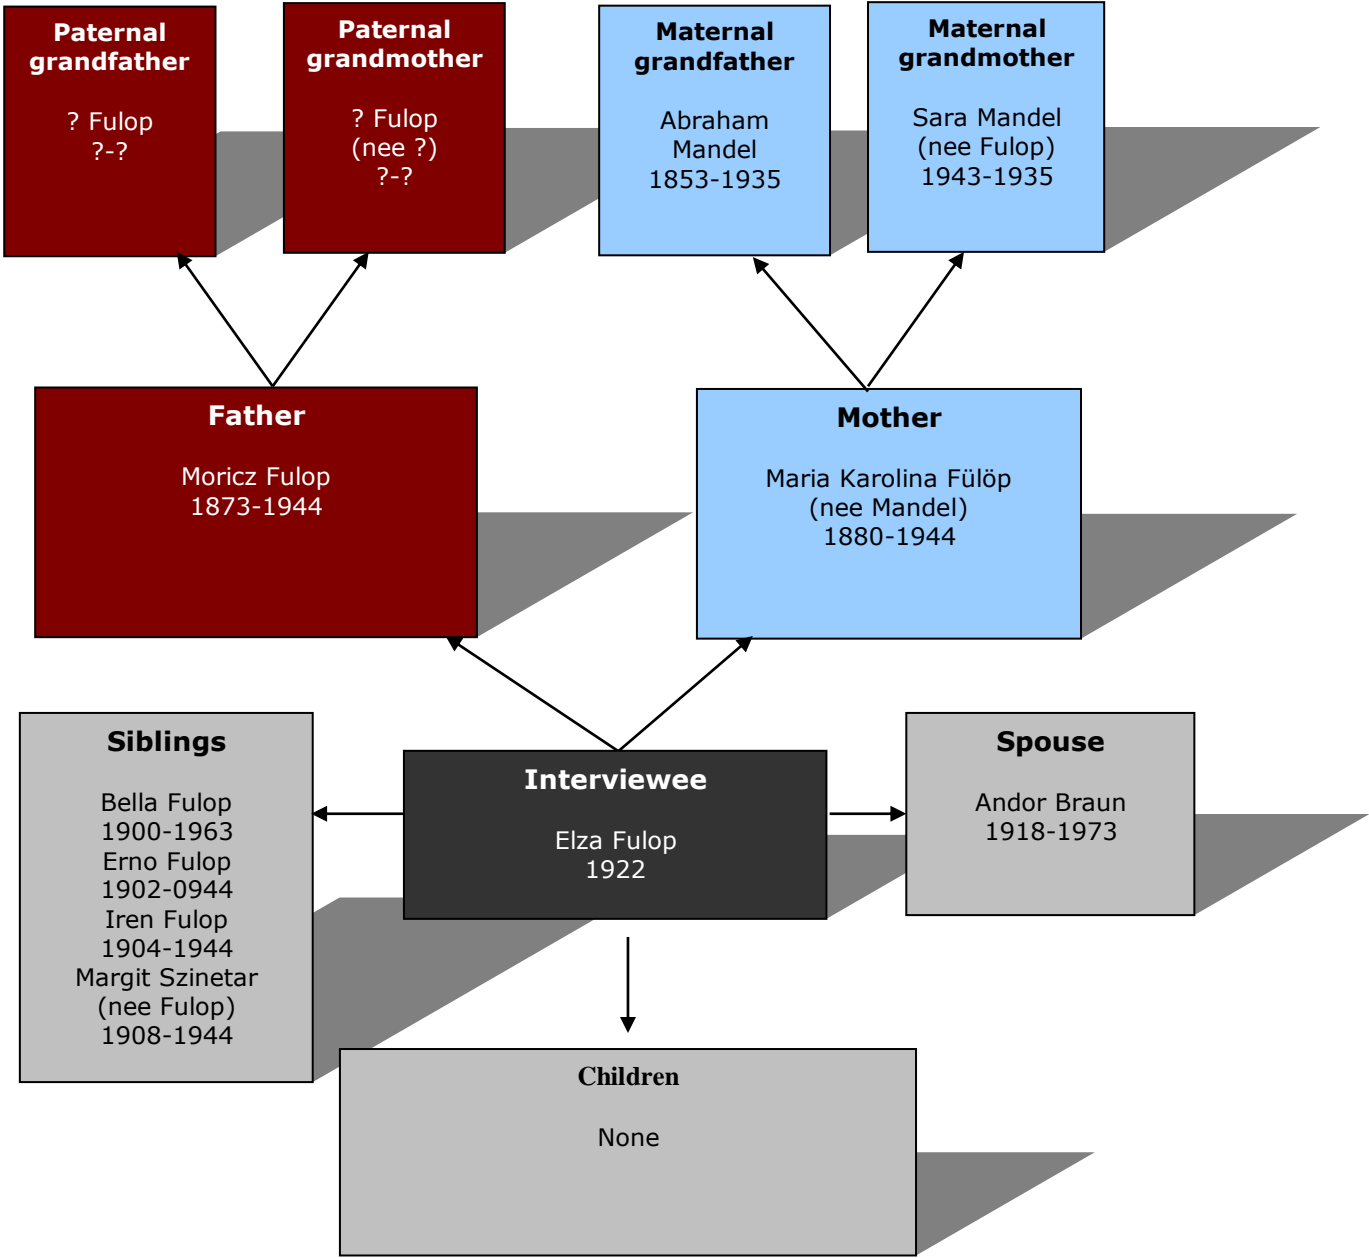 Paternal
grandfather
? Fulop
?-?
Paternal
grandmother
? Fulop
(nee ?)
?-?
Maternal
grandfather
Abraham
Mandel
1853-1935
Maternal
grandmother
Sara Mandel
(nee Fulop)
1943-1935
Father
Moricz Fulop
1873-1944
Mother
Maria Karolina Fülöp
(nee Mandel)
1880-1944
Siblings
Bella Fulop
1900-1963
Erno Fulop
1902-0944
Iren Fulop
1904-1944
Margit Szinetar
(nee Fulop)
1908-1944
Interviewee
Elza Fulop
1922
Spouse
Andor Braun
1918-1973
Children
None